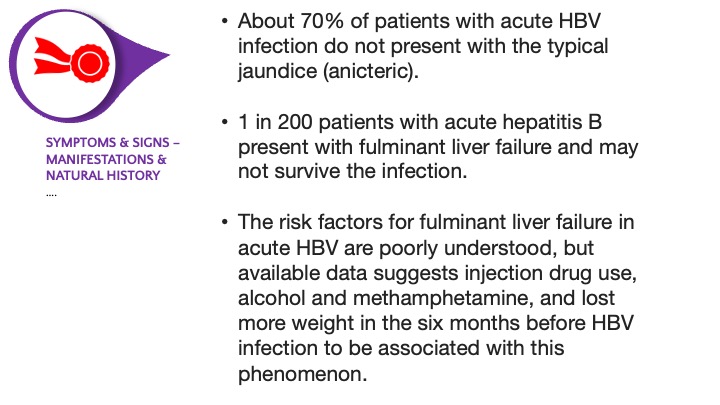 SYMPTOMS & SIGNS –
MANIFESTATIONS &
NATURAL HISTORY
....
• About 70% of patients with acute HBV
infection do not present with the typical
jaundice (anicteric).
• 1 in 200 patients with acute hepatitis B
present with fulminant liver failure and may
not survive the infection.
• The risk factors for fulminant liver failure in
acute HBV are poorly understood, but
available data suggests injection drug use,
alcohol and methamphetamine, and lost
more weight in the six months before HBV
infection to be associated with this
phenomenon.